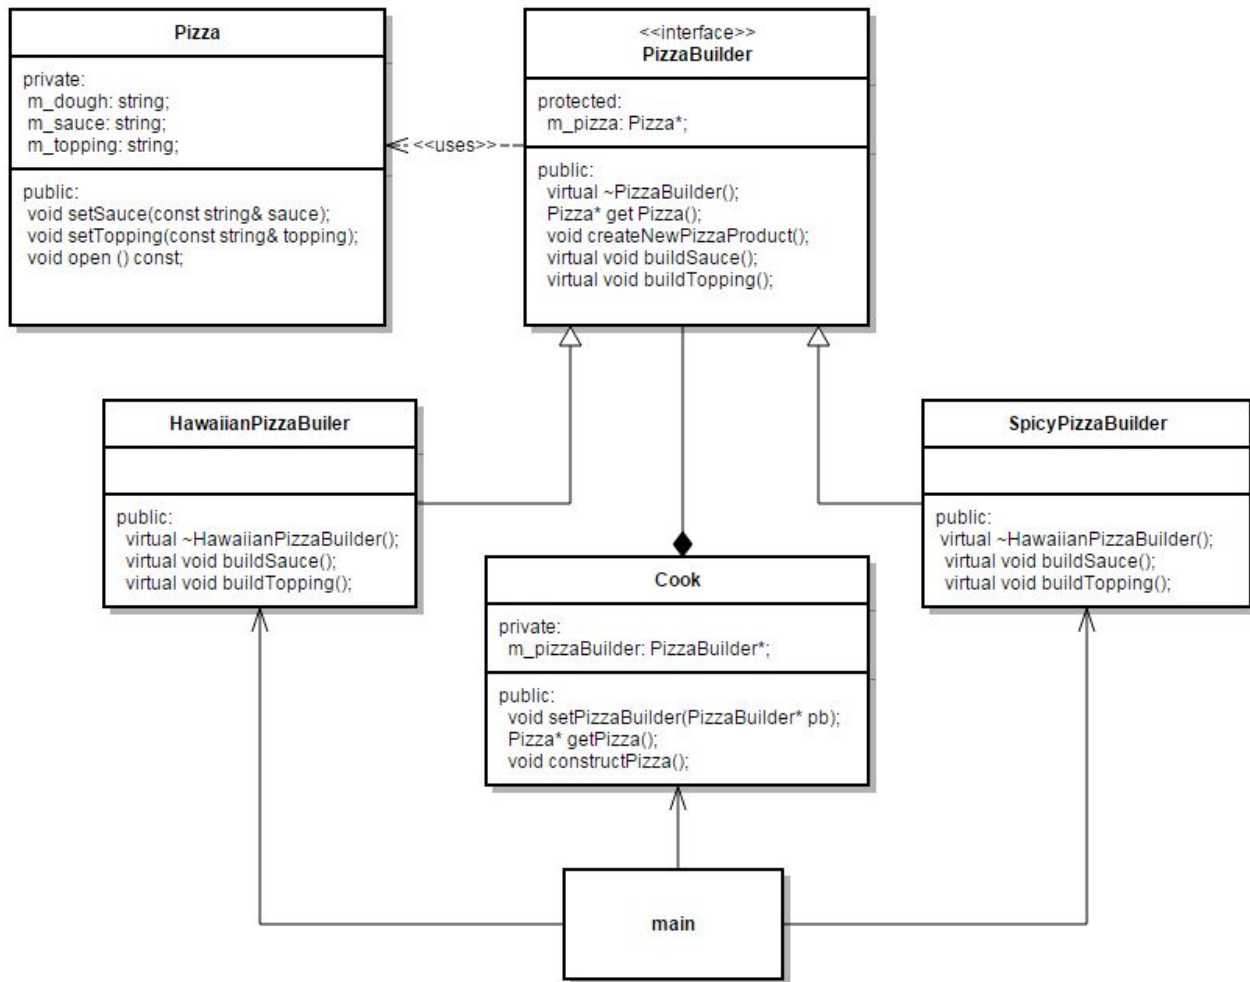 Pizza
private:
m_dough: string;
m_sauce: string;
m_topping: string;
public:
void setSauce(const string& sauce);
void setTopping(const string& topping);
void open () const;
<<uses>>
<<interface>>
PizzaBuilder
protected:
m_pizza: Pizza*;
public:
virtual ~PizzaBuilder();
Pizza* get Pizza();
void createNewPizzaProduct();
virtual void buildSauce();
virtual void buildTopping();
HawaiianPizzaBuiler
public:
virtual ~HawaiianPizzaBuilder();
virtual void buildSauce();
virtual void buildTopping();
Cook
private:
m_pizzaBuilder: PizzaBuilder*;
public:
void setPizzaBuilder(PizzaBuilder* pb);
Pizza* getPizza();
void constructPizza();
SpicyPizzaBuilder
public:
virtual ~HawaiianPizzaBuilder();
virtual void buildSauce();
virtual void buildTopping();
main